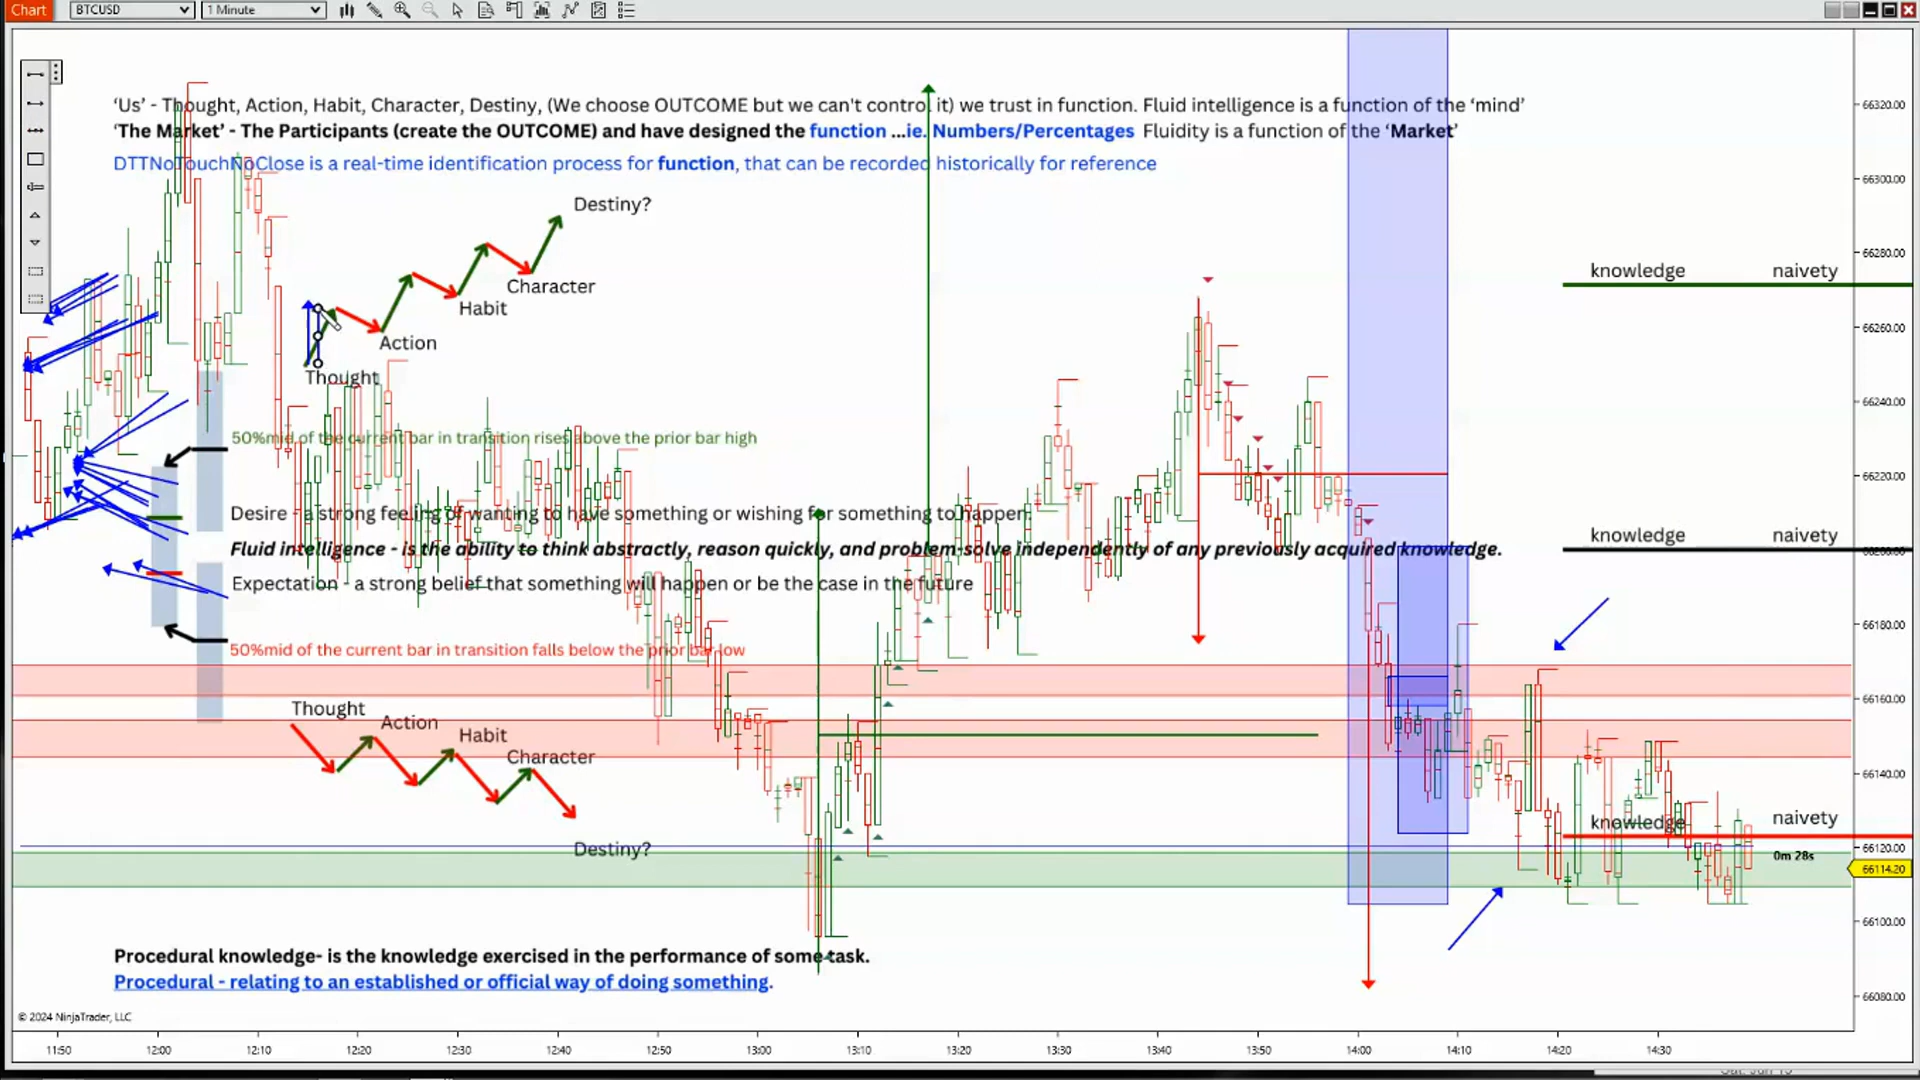 Chart BTCUSD 1 Minute
‘Us’ - Thought, Action, Habit, Character, Destiny, (We choose OUTCOME but we can't control it) we trust in function. Fluid intelligence is a function of the ‘mind’
‘The Market’ - The Participants (create the OUTCOME) and have designed the function ...ie. Numbers/Percentages Fluidity is a function of the ‘Market’
DTTNoTouchNoClose is a real-time identification process for function, that can be recorded historically for reference
Destiny?
Character
Habit
Action
Thought
knowledge naivety
50%mid of the current bar in transition rises above the prior bar high
Desire - a strong feeling of wanting to have something or wishing for something to happen.
knowledge naivety
Fluid intelligence - is the ability to think abstractly, reason quickly, and problem-solve independently of any previously acquired knowledge.
Expectation - a strong belief that something will happen or be the case in the future
50%mid of the current bar in transition falls below the prior bar low
Thought
Action
Habit
Character
Destiny?
knowledge naivety
0m 28s
Procedural knowledge- is the knowledge exercised in the performance of some task.
Procedural - relating to an established or official way of doing something.
© 2024 NinjaTrader, LLC
66320.00
66300.00
66280.00
66260.00
66240.00
66220.00
66200.00
66180.00
66160.00
66140.00
66120.00
66114.20
66100.00
66080.00
11:50 12:00 12:10 12:20 12:30 12:40 12:50 13:00 13:10 13:20 13:30 13:40 13:50 14:00 14:10 14:20 14:30